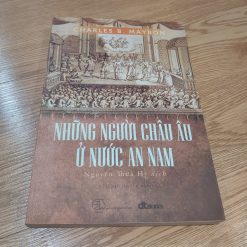 CHARLES B. MAYBON
NHỮNG NGƯỜI CHÂU ÂU
Ở NƯỚC AN NAM
Nguyễn Thừa Hỷ dịch